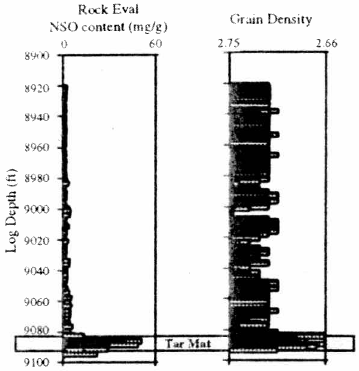 Rock Eval
NSO content (mg/g)
0 60
Grain Density
2.75 2.66
Log Depth (ft)
8900
8920
8940
8960
8980
9000
9020
9040
9060
9080
9100
Tar Mat